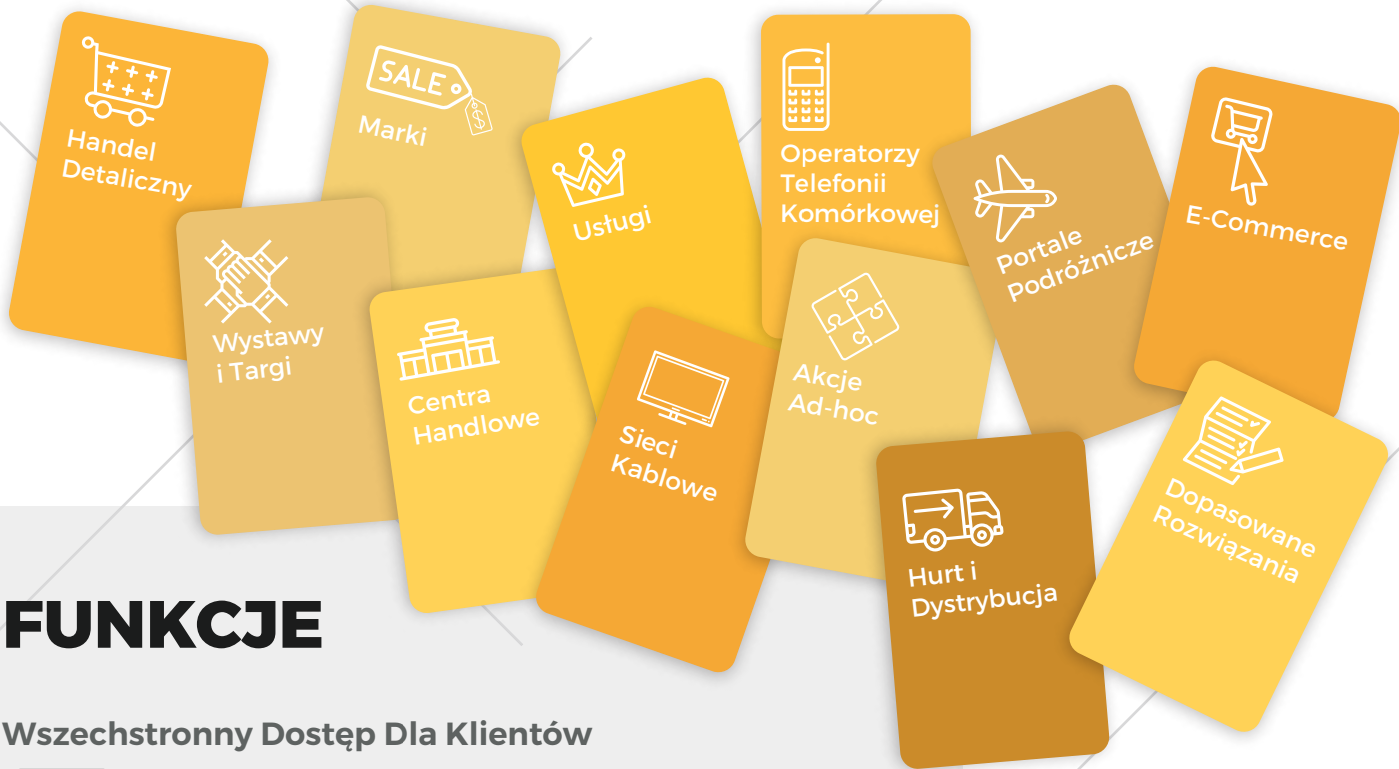 Handel
Detaliczny
SALE
$
Marki
Usługi
Operatorzy
Telefonii
Komórkowej
Portale
Podróżnicze
E-Commerce
Wystawy
i Targi
Centra
Handlowe
Sieci
Kablowe
Akcje
Ad-hoc
Hurt i
Dystrybucja
Dopasowane
Rozwiązania
FUNKCJE
Wszechstronny Dostęp Dla Klientów